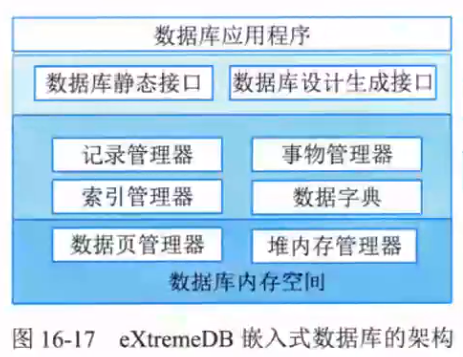 数据库应用程序
数据库静态接口 数据库设计生成接口
记录管理器 事物管理器
索引管理器 数据字典
数据页管理器 堆内存管理器
数据库内存空间
图 16-17 eXtremeDB 嵌入式数据库的架构